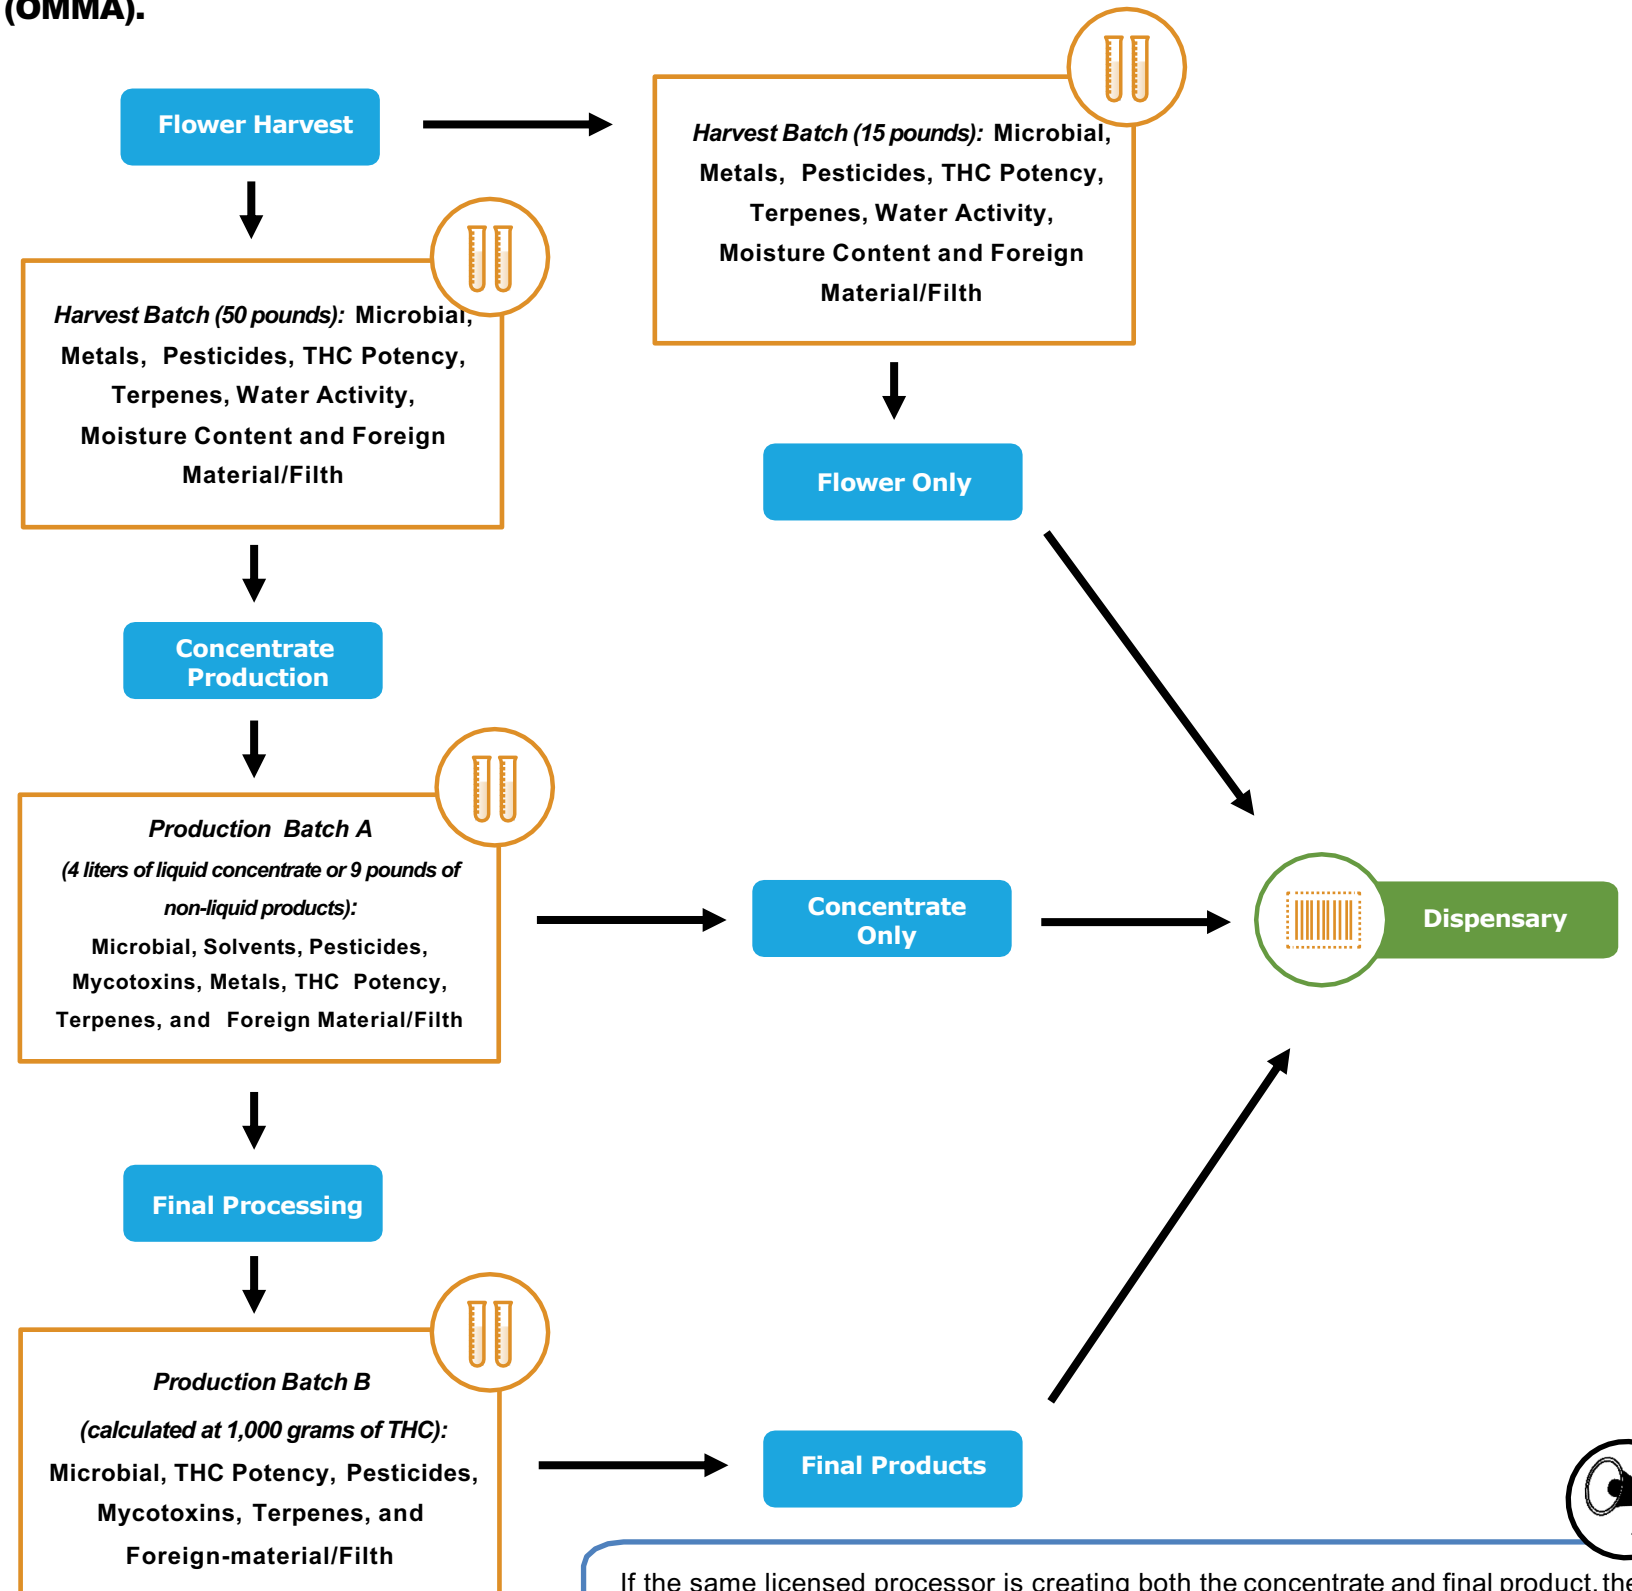 (OMMA).
Flower Harvest
Harvest Batch (15 pounds): Microbial,
Metals, Pesticides, THC Potency,
Terpenes, Water Activity,
Moisture Content and Foreign
Material/Filth
Harvest Batch (50 pounds): Microbial,
Metals, Pesticides, THC Potency,
Terpenes, Water Activity,
Moisture Content and Foreign
Material/Filth
Flower Only
Concentrate
Production
Production Batch A
(4 liters of liquid concentrate or 9 pounds of
non-liquid products):
Microbial, Solvents, Pesticides,
Mycotoxins, Metals, THC Potency,
Terpenes, and Foreign Material/Filth
Concentrate
Only
Dispensary
Final Processing
Production Batch B
(calculated at 1,000 grams of THC):
Microbial, THC Potency, Pesticides,
Mycotoxins, Terpenes, and
Foreign-material/Filth
Final Products
If the same licensed processor is creating both the concentrate and final product, the